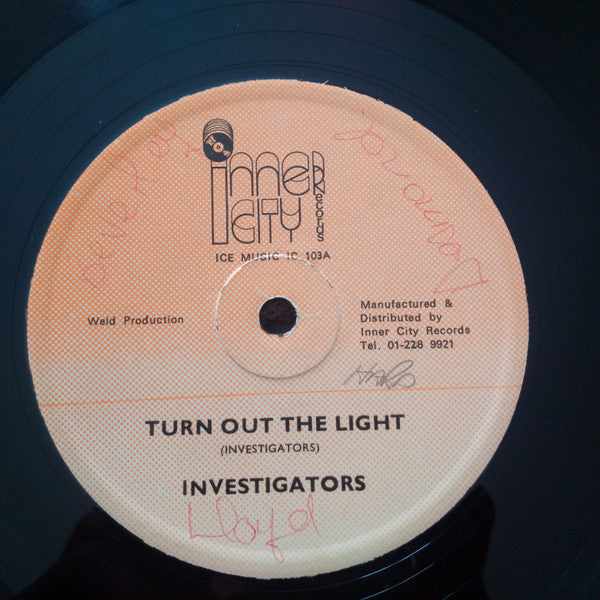 inner
City
Records
ICE MUSIC IC 103A
Weld Production
Manufactured &
Distributed by
Inner City Records
Tel. 01-228 9921
TURN OUT THE LIGHT
(INVESTIGATORS)
INVESTIGATORS
Lloyd